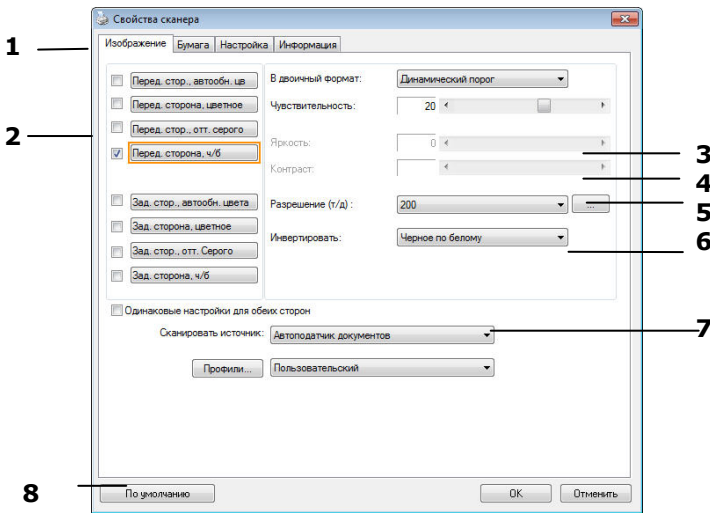 Свойства сканера
1
Изображение Бумага Настройка Информация
Перед. стор., автообн. цв
В двоичный формат: Динамический порог
Перед. сторона, цветное
Чувствительность: 20
2
Перед. стор., отт. серого
Яркость: 0
Перед. сторона, ч/б
3
Контраст:
4
Зад. стор., автообн. цвета
Разрешение (т/д) : 200 ...
5
Зад. сторона, цветное
Инвертировать: Черное по белому
6
Зад. стор., отт. Серого
Зад. сторона, ч/б
Одинаковые настройки для обеих сторон
Сканировать источник: Автоподатчик документов
7
Профили... Пользовательский
8
По умолчанию OK Отменить